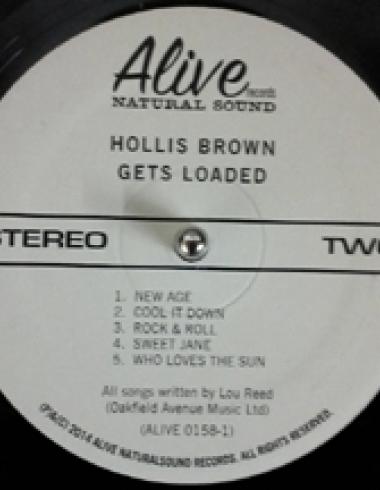 Alive records
NATURAL SOUND
HOLLIS BROWN
GETS LOADED
STEREO TWO
1. NEW AGE
2. COOL IT DOWN
3. ROCK & ROLL
4. SWEET JANE
5. WHO LOVES THE SUN
All songs written by Lou Reed
(Oakfield Avenue Music Ltd)
(ALIVE 0158-1)
(P)&(C) 2014 ALIVE NATURALSOUND RECORDS. ALL RIGHTS RESERVED.